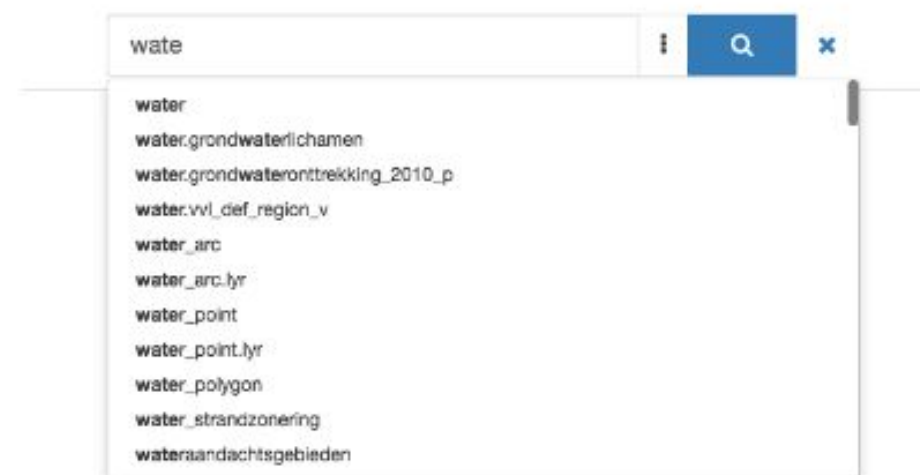 wate
water
water.grondwaterlichamen
water.grondwateronttrekking_2010_p
water.vvl_def_region_v
water_arc
water_arc.lyr
water_point
water_point.lyr
water_polygon
water_strandzonering
wateraandachtsgebieden